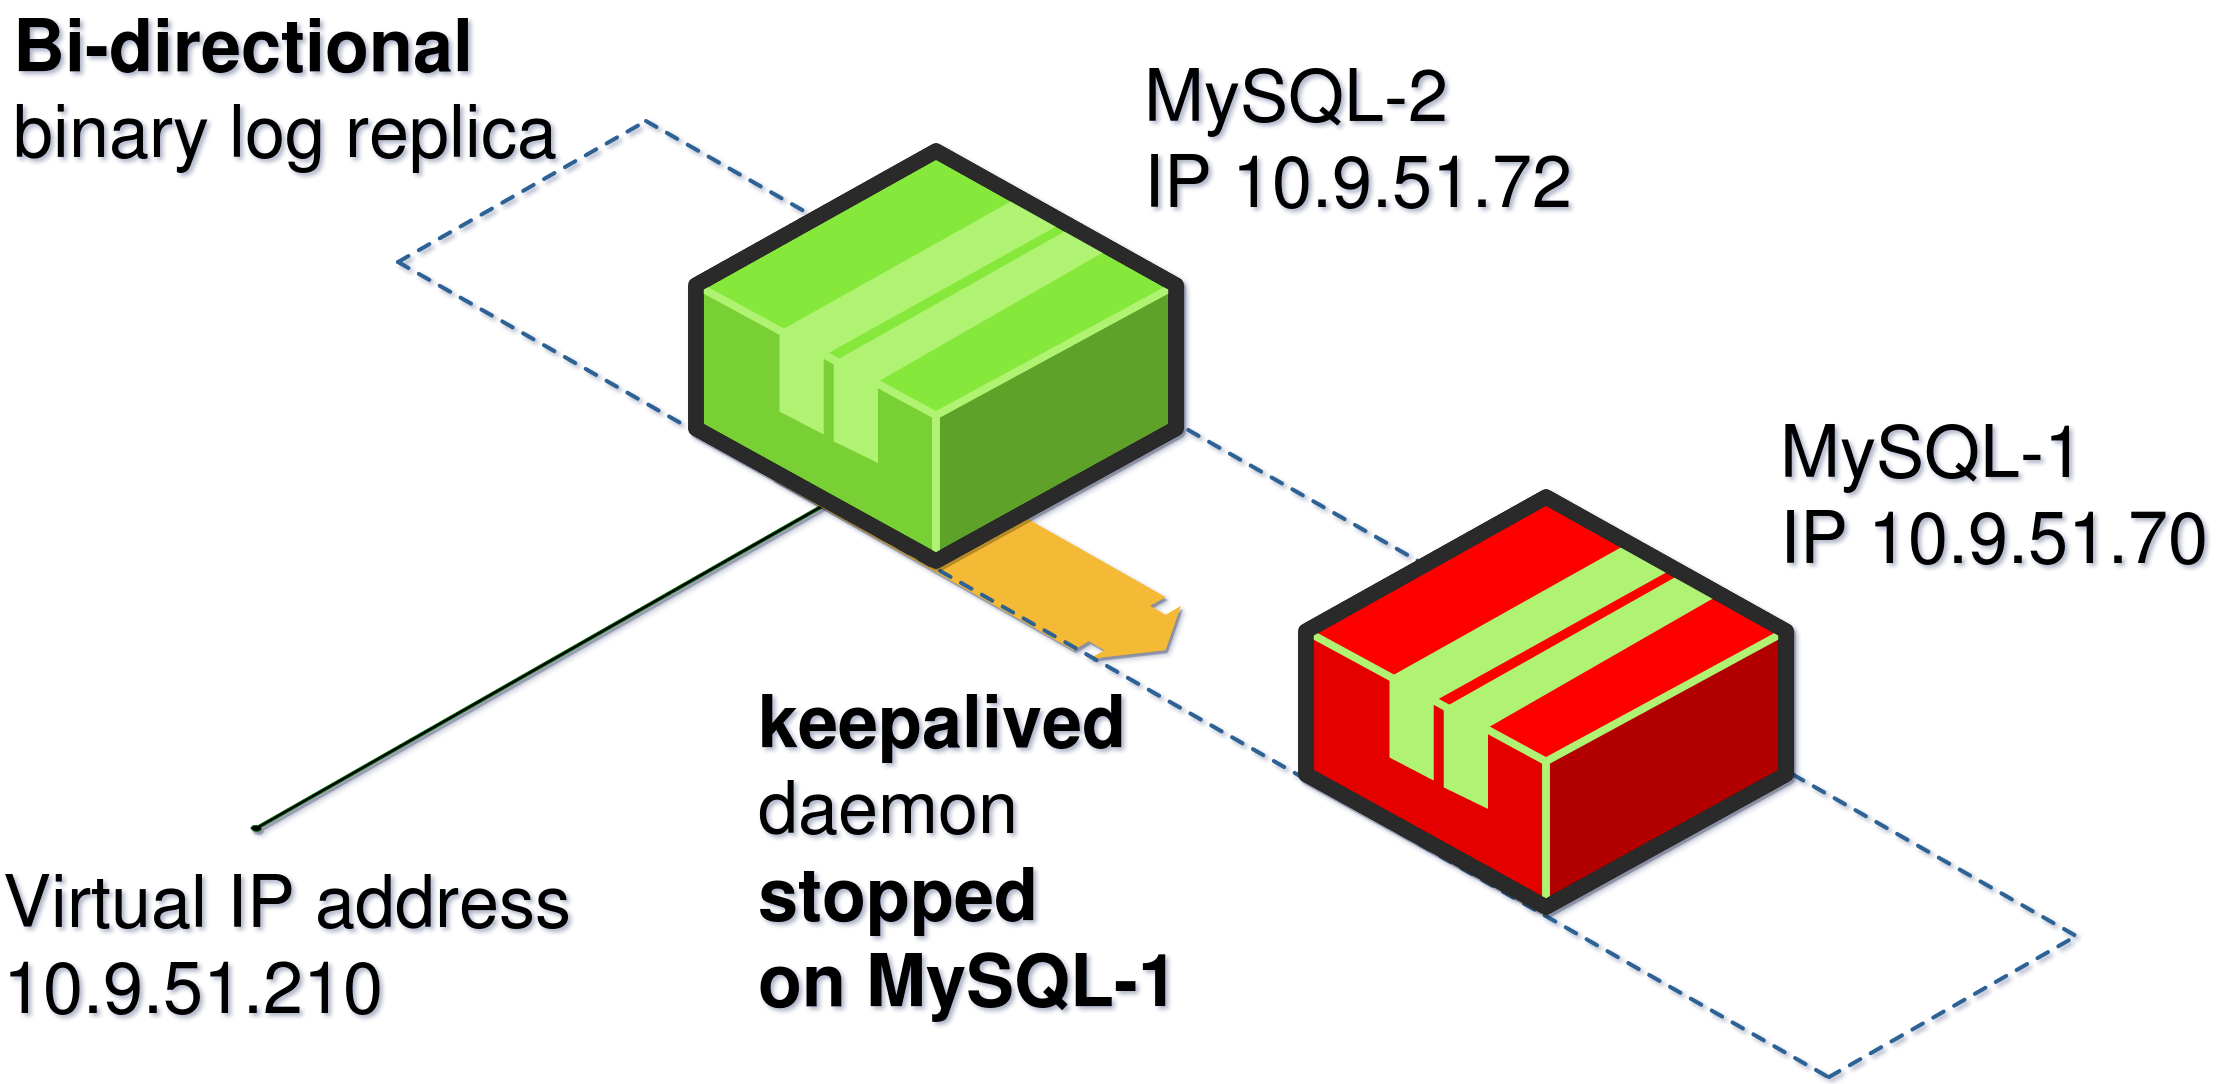 Bi-directional
binary log replica
MySQL-2
IP 10.9.51.72
MySQL-1
IP 10.9.51.70
keepalived
daemon
stopped
on MySQL-1
Virtual IP address
10.9.51.210